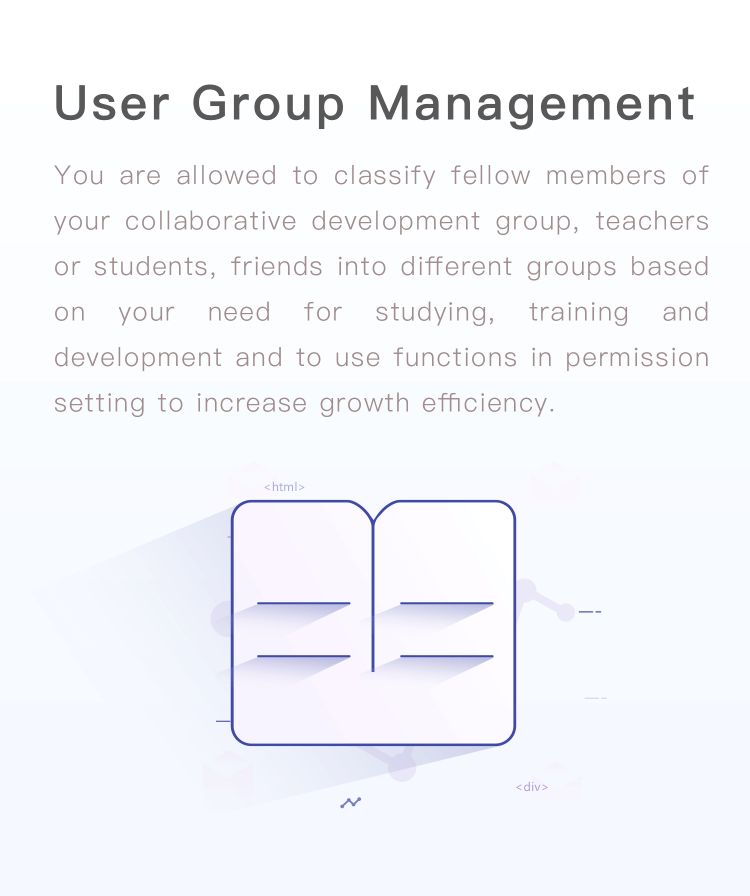 User Group Management
You are allowed to classify fellow members of
your collaborative development group, teachers
or students, friends into different groups based
on your need for studying, training and
development and to use functions in permission
setting to increase growth efficiency.
<html>
<div>